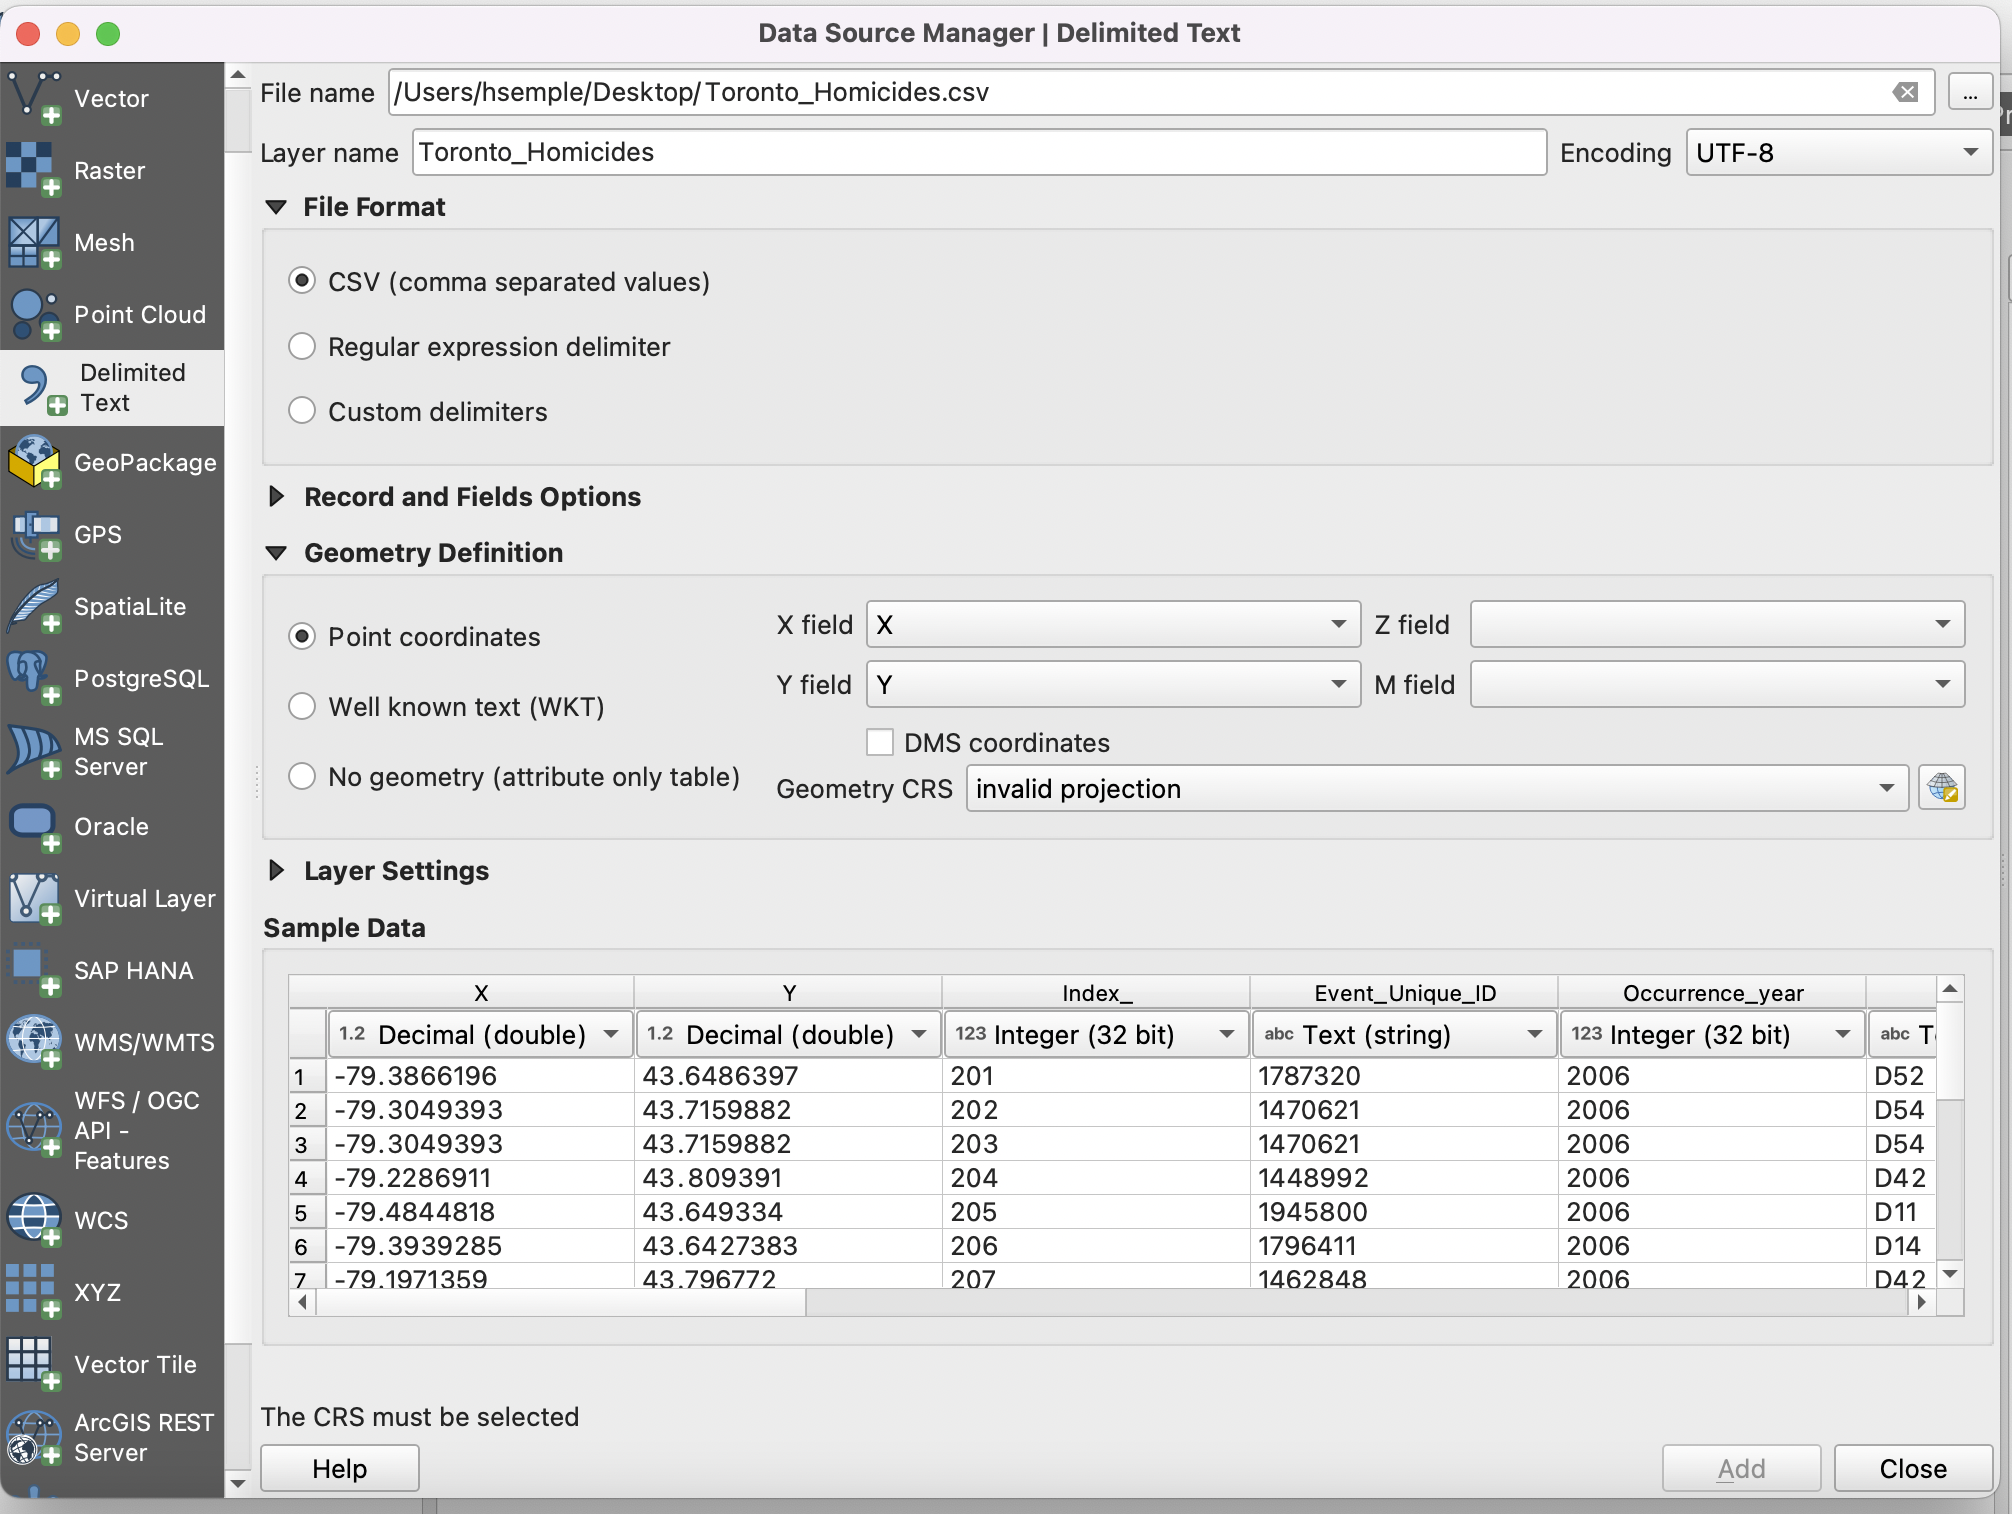 Data Source Manager | Delimited Text
Vector
Raster
Mesh
Point Cloud
Delimited
Text
GeoPackage
GPS
SpatiaLite
PostgreSQL
MS SQL
Server
Oracle
Virtual Layer
SAP HANA
WMS/WMTS
WFS / OGC
API -
Features
WCS
XYZ
Vector Tile
ArcGIS REST
Server
File name /Users/hsemple/Desktop/Toronto_Homicides.csv ...
Layer name Toronto_Homicides Encoding UTF-8
File Format
CSV (comma separated values)
Regular expression delimiter
Custom delimiters
Record and Fields Options
Geometry Definition
Point coordinates
Well known text (WKT)
No geometry (attribute only table)
X field X Z field
Y field Y M field
DMS coordinates
Geometry CRS invalid projection
Layer Settings
Sample Data
X Y Index_ Event_Unique_ID Occurrence_year
1.2 Decimal (double) 1.2 Decimal (double) 123 Integer (32 bit) abc Text (string) 123 Integer (32 bit) abc
1 -79.3866196 43.6486397 201 1787320 2006 D52
2 -79.3049393 43.7159882 202 1470621 2006 D54
3 -79.3049393 43.7159882 203 1470621 2006 D54
4 -79.2286911 43.809391 204 1448992 2006 D42
5 -79.4844818 43.649334 205 1945800 2006 D11
6 -79.3939285 43.6427383 206 1796411 2006 D14
7 -79.1971359 43.796772 207 1462848 2006 D42
The CRS must be selected
Help Add Close